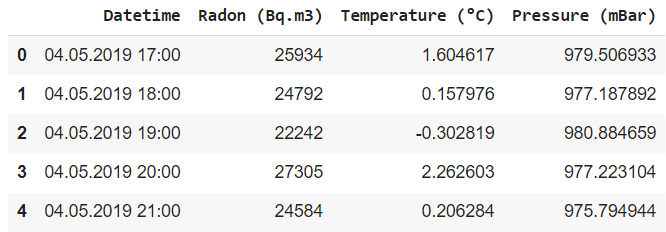 Datetime Radon (Bq.m3) Temperature (°C) Pressure (mBar)
0 04.05.2019 17:00 25934 1.604617 979.506933
1 04.05.2019 18:00 24792 0.157976 977.187892
2 04.05.2019 19:00 22242 -0.302819 980.884659
3 04.05.2019 20:00 27305 2.262603 977.223104
4 04.05.2019 21:00 24584 0.206284 975.794944